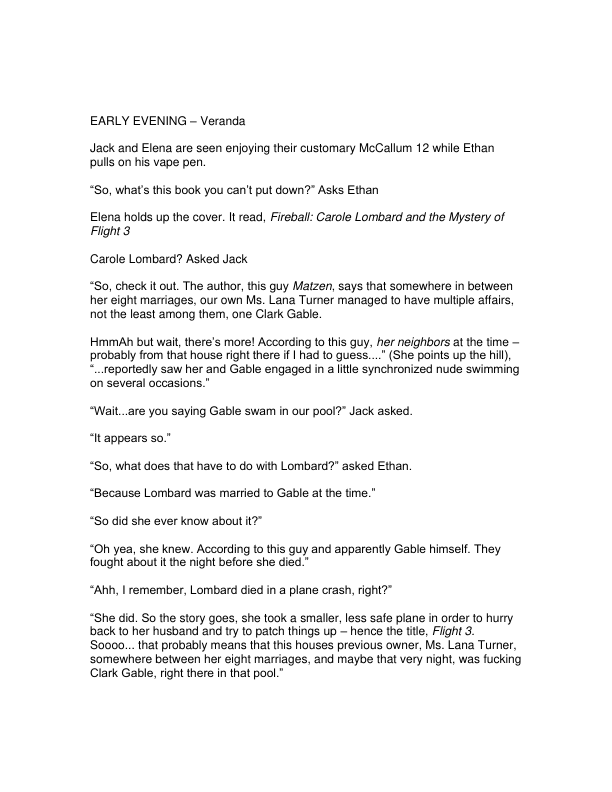 EARLY EVENING – Veranda
Jack and Elena are seen enjoying their customary McCallum 12 while Ethan
pulls on his vape pen.
“So, what’s this book you can’t put down?” Asks Ethan
Elena holds up the cover. It read, Fireball: Carole Lombard and the Mystery of
Flight 3
Carole Lombard? Asked Jack
“So, check it out. The author, this guy Matzen, says that somewhere in between
her eight marriages, our own Ms. Lana Turner managed to have multiple affairs,
not the least among them, one Clark Gable.
HmmAh but wait, there’s more! According to this guy, her neighbors at the time –
probably from that house right there if I had to guess....” (She points up the hill),
“...reportedly saw her and Gable engaged in a little synchronized nude swimming
on several occasions.”
“Wait...are you saying Gable swam in our pool?” Jack asked.
“It appears so.”
“So, what does that have to do with Lombard?” asked Ethan.
“Because Lombard was married to Gable at the time.”
“So did she ever know about it?”
“Oh yea, she knew. According to this guy and apparently Gable himself. They
fought about it the night before she died.”
“Ahh, I remember, Lombard died in a plane crash, right?”
“She did. So the story goes, she took a smaller, less safe plane in order to hurry
back to her husband and try to patch things up – hence the title, Flight 3.
Soooo... that probably means that this houses previous owner, Ms. Lana Turner,
somewhere between her eight marriages, and maybe that very night, was fucking
Clark Gable, right there in that pool.”